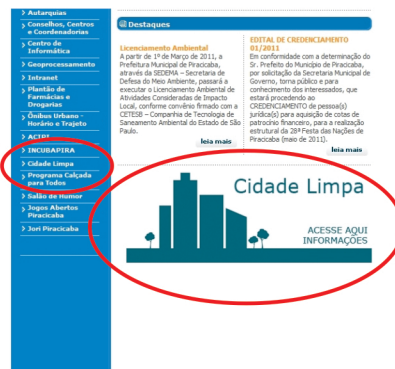 Autarquias
Conselhos, Centros
e Coordenadorias
Centro de
Informática
Geoprocessamento
Intranet
Plantão de
Farmácias e
Drogarias
Ônibus Urbano -
Horário e Trajeto
ACIPI
INCUBAPIRA
Cidade Limpa
Programa Calçada
para Todos
Salão de Humor
Jogos Abertos
Piracicaba
Jori Piracicaba
Destaques
Licenciamento Ambiental
A partir de 1º de Março de 2011, a
Prefeitura Municipal de Piracicaba,
através da SEDEMA – Secretaria de
Defesa do Meio Ambiente, passará a
executar o Licenciamento Ambiental de
Atividades Consideradas de Impacto
Local, conforme convênio firmado com a
CETESB – Companhia de Tecnologia de
Saneamento Ambiental do Estado de São
Paulo.
leia mais
EDITAL DE CREDENCIAMENTO
01/2011
Em conformidade com a determinação do
Sr. Prefeito do Município de Piracicaba,
por solicitação da Secretaria Municipal de
Governo, torna público e para
conhecimento dos interessados, que
estará procedendo ao
CREDENCIAMENTO de pessoa(s)
jurídica(s) para aquisição de cotas de
patrocínio financeiro, para a realização
estrutural da 28ª Festa das Nações de
Piracicaba (maio de 2011).
leia mais
Cidade Limpa
ACESSE AQUI
INFORMAÇÕES